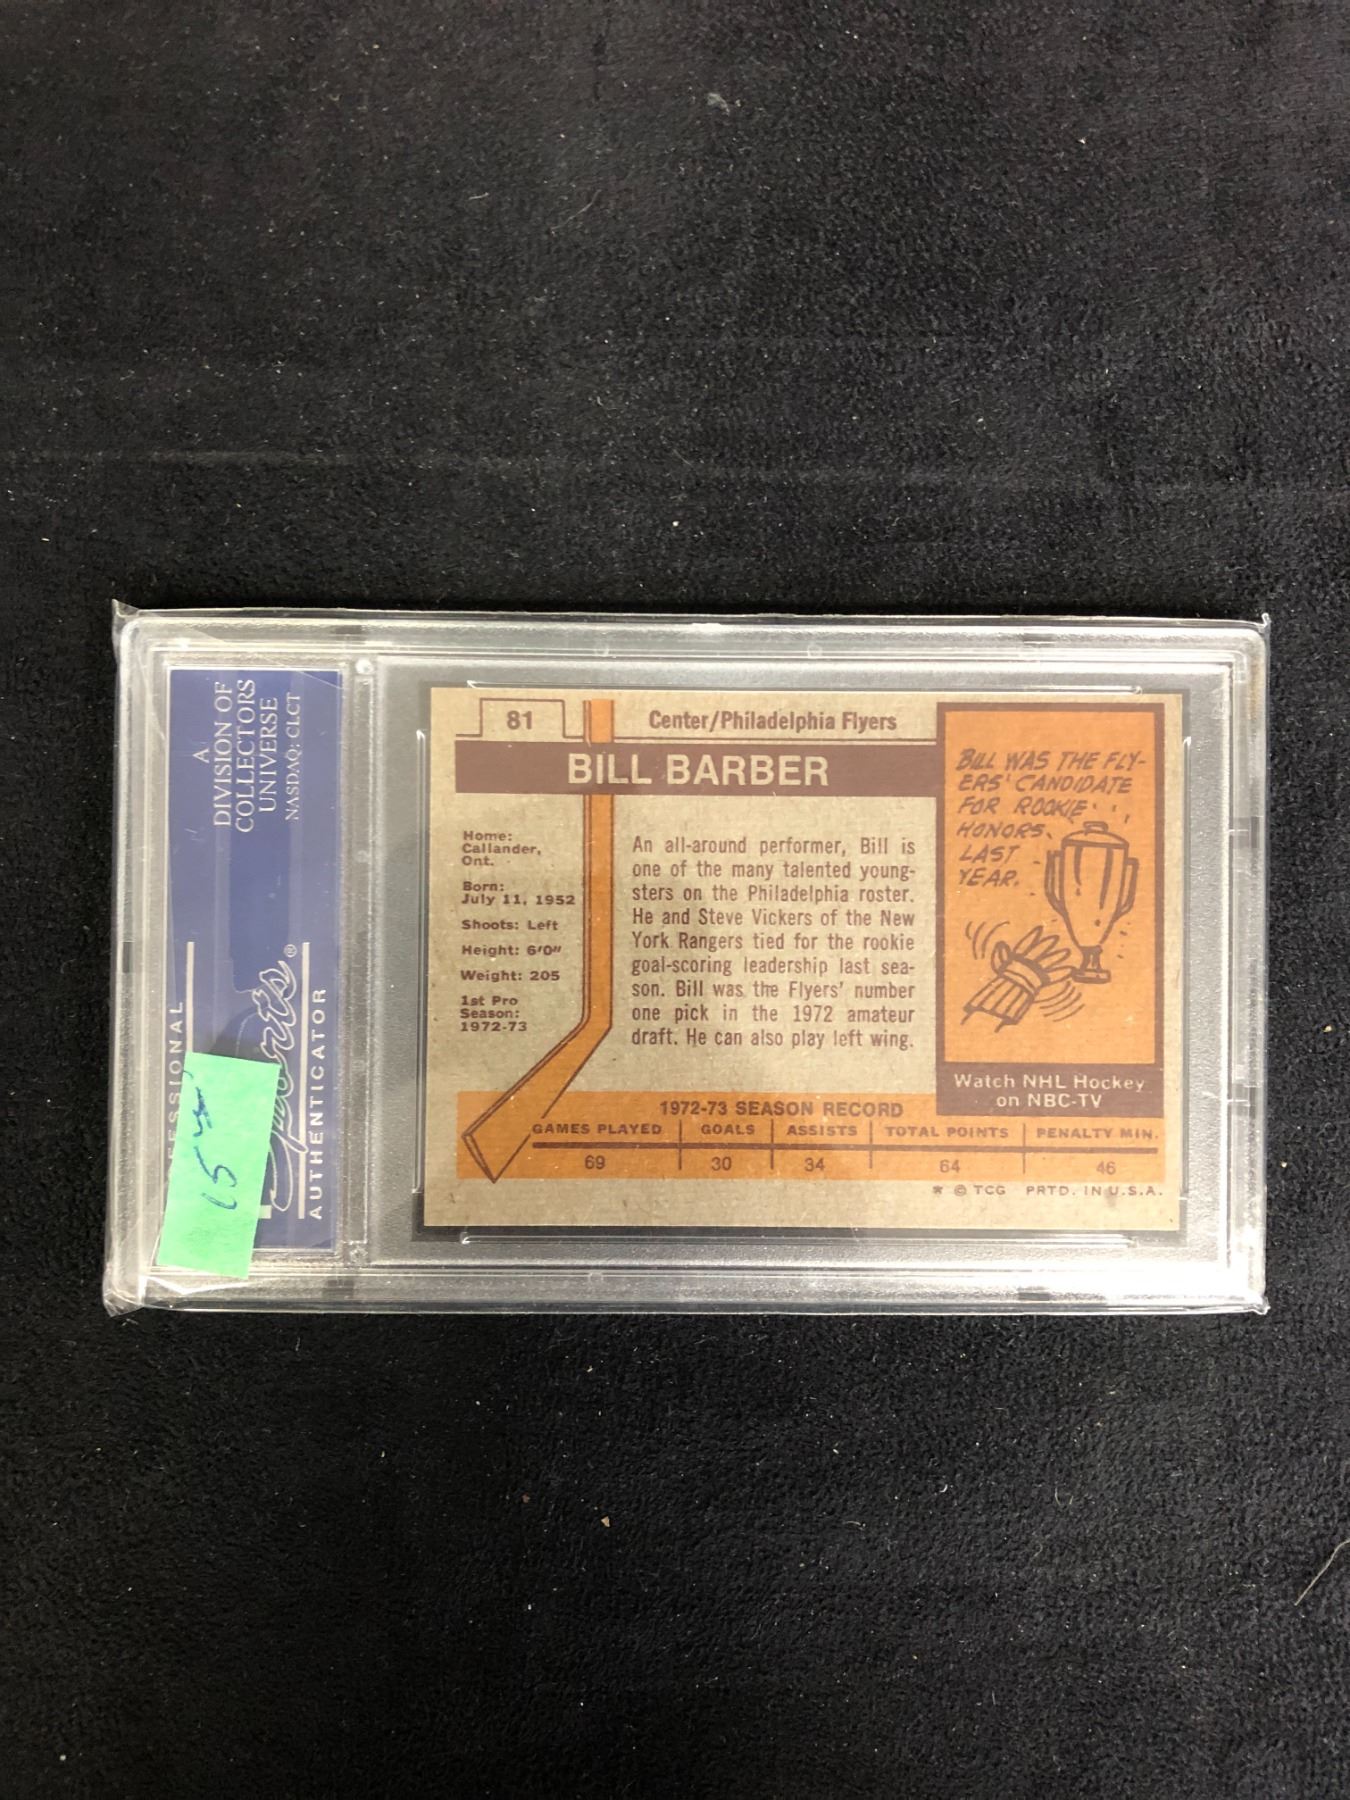 A
DIVISION OF
COLLECTORS
UNIVERSE
NASDAQ: CLCT
Sports®
AUTHENTICATOR
81
Center/Philadelphia Flyers
BILL BARBER
Home:
Callander,
Ont.
Born:
July 11, 1952
Shoots: Left
Height: 6'0"
Weight: 205
1st Pro
Season:
1972-73
An all-around performer, Bill is
one of the many talented young-
sters on the Philadelphia roster.
He and Steve Vickers of the New
York Rangers tied for the rookie
goal-scoring leadership last sea-
son. Bill was the Flyers' number
one pick in the 1972 amateur
draft. He can also play left wing.
BILL WAS THE FLY-
ERS' CANDIDATE
FOR ROOKIE
HONORS
LAST
YEAR.
Watch NHL Hockey
on NBC-TV
1972-73 SEASON RECORD
GAMES PLAYED GOALS ASSISTS TOTAL POINTS PENALTY MIN.
69 30 34 64 46
* © TCG PRTD. IN U.S.A.